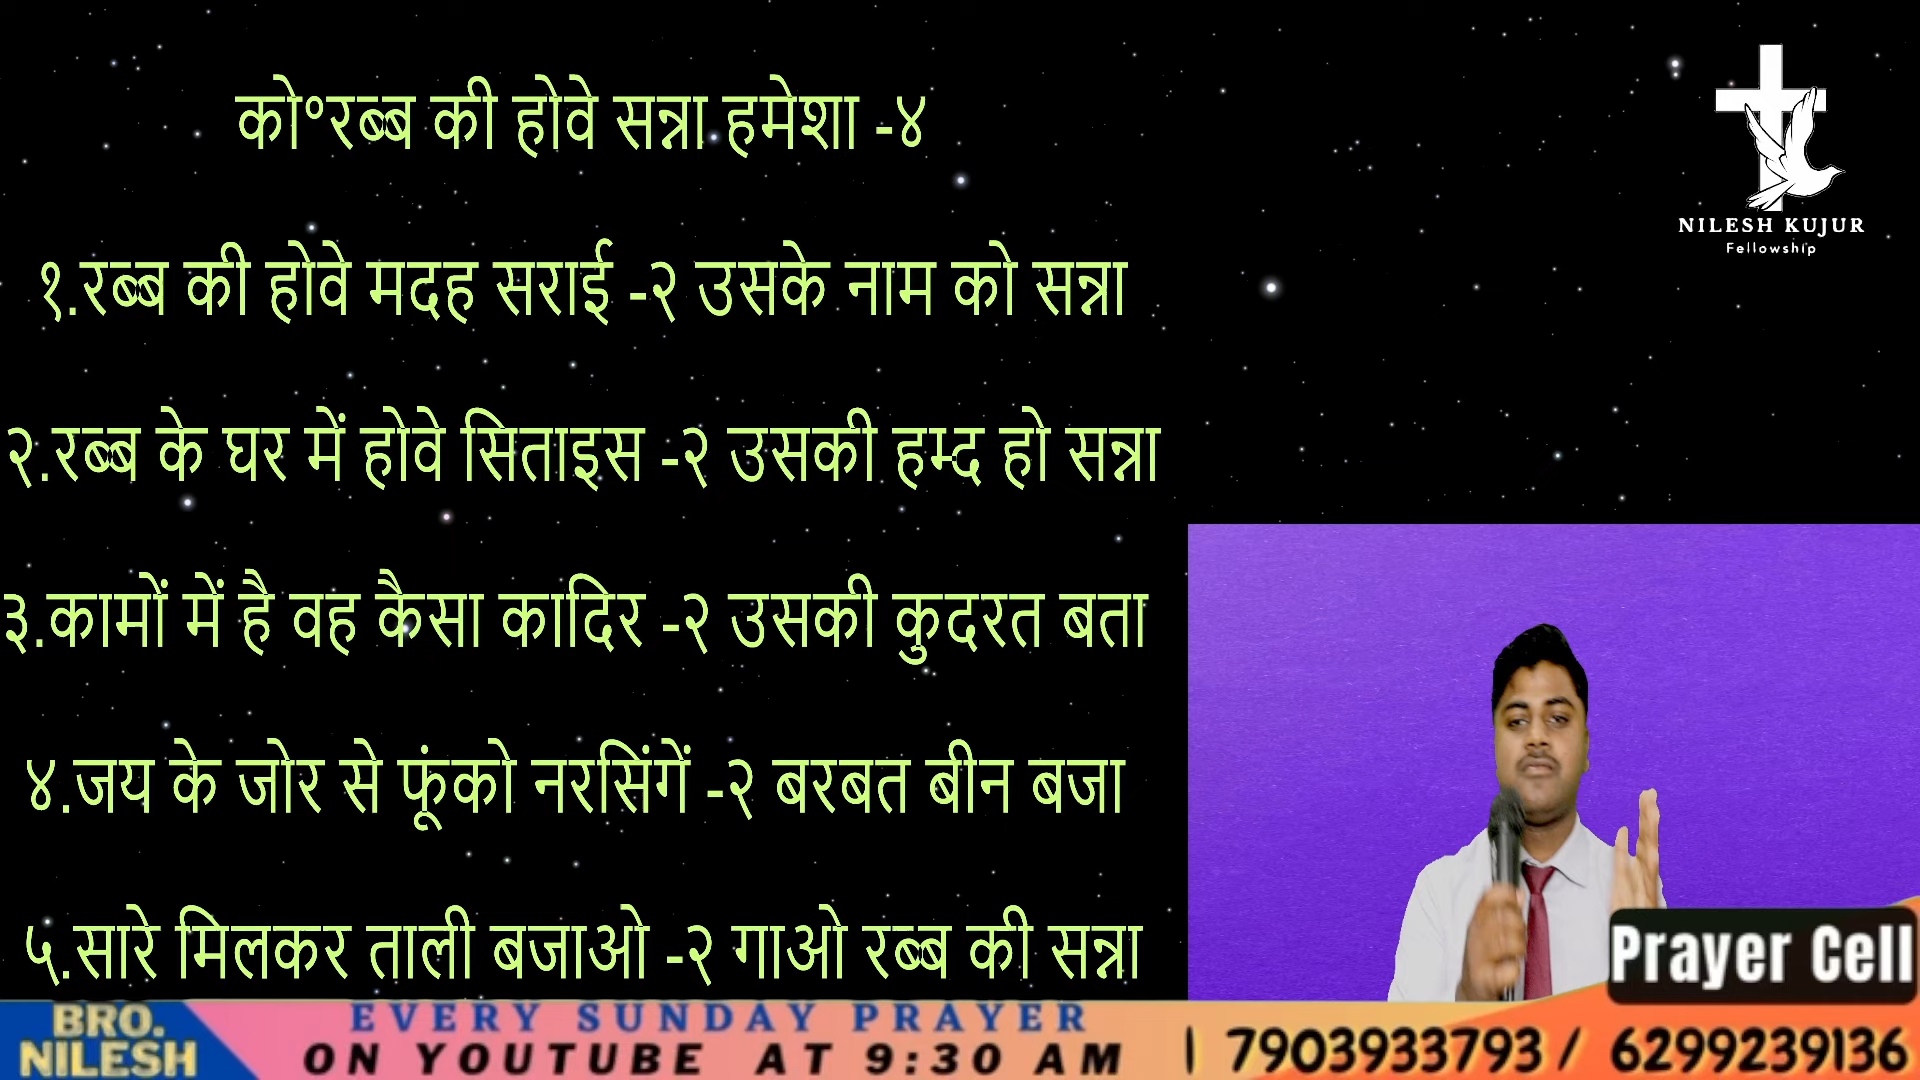 को°रब्ब की होवे सन्ना हमेशा -४
१.रब्ब की होवे मदह सराई -२ उसके नाम को सन्ना
२.रब्ब के घर में होवे सिताइस -२ उसकी हम्द हो सन्ना
३.कामों में है वह कैसा कादिर -२ उसकी कुदरत बता
४.जय के जोर से फूंको नरसिंगें -२ बरबत बीन बजा
५.सारे मिलकर ताली बजाओ -२ गाओ रब्ब की सन्ना
NILESH KUJUR
Fellowship
Prayer Cell
BRO.
NILESH
EVERY SUNDAY PRAYER
ON YOUTUBE AT 9:30 AM
| 7903933793 / 6299239136